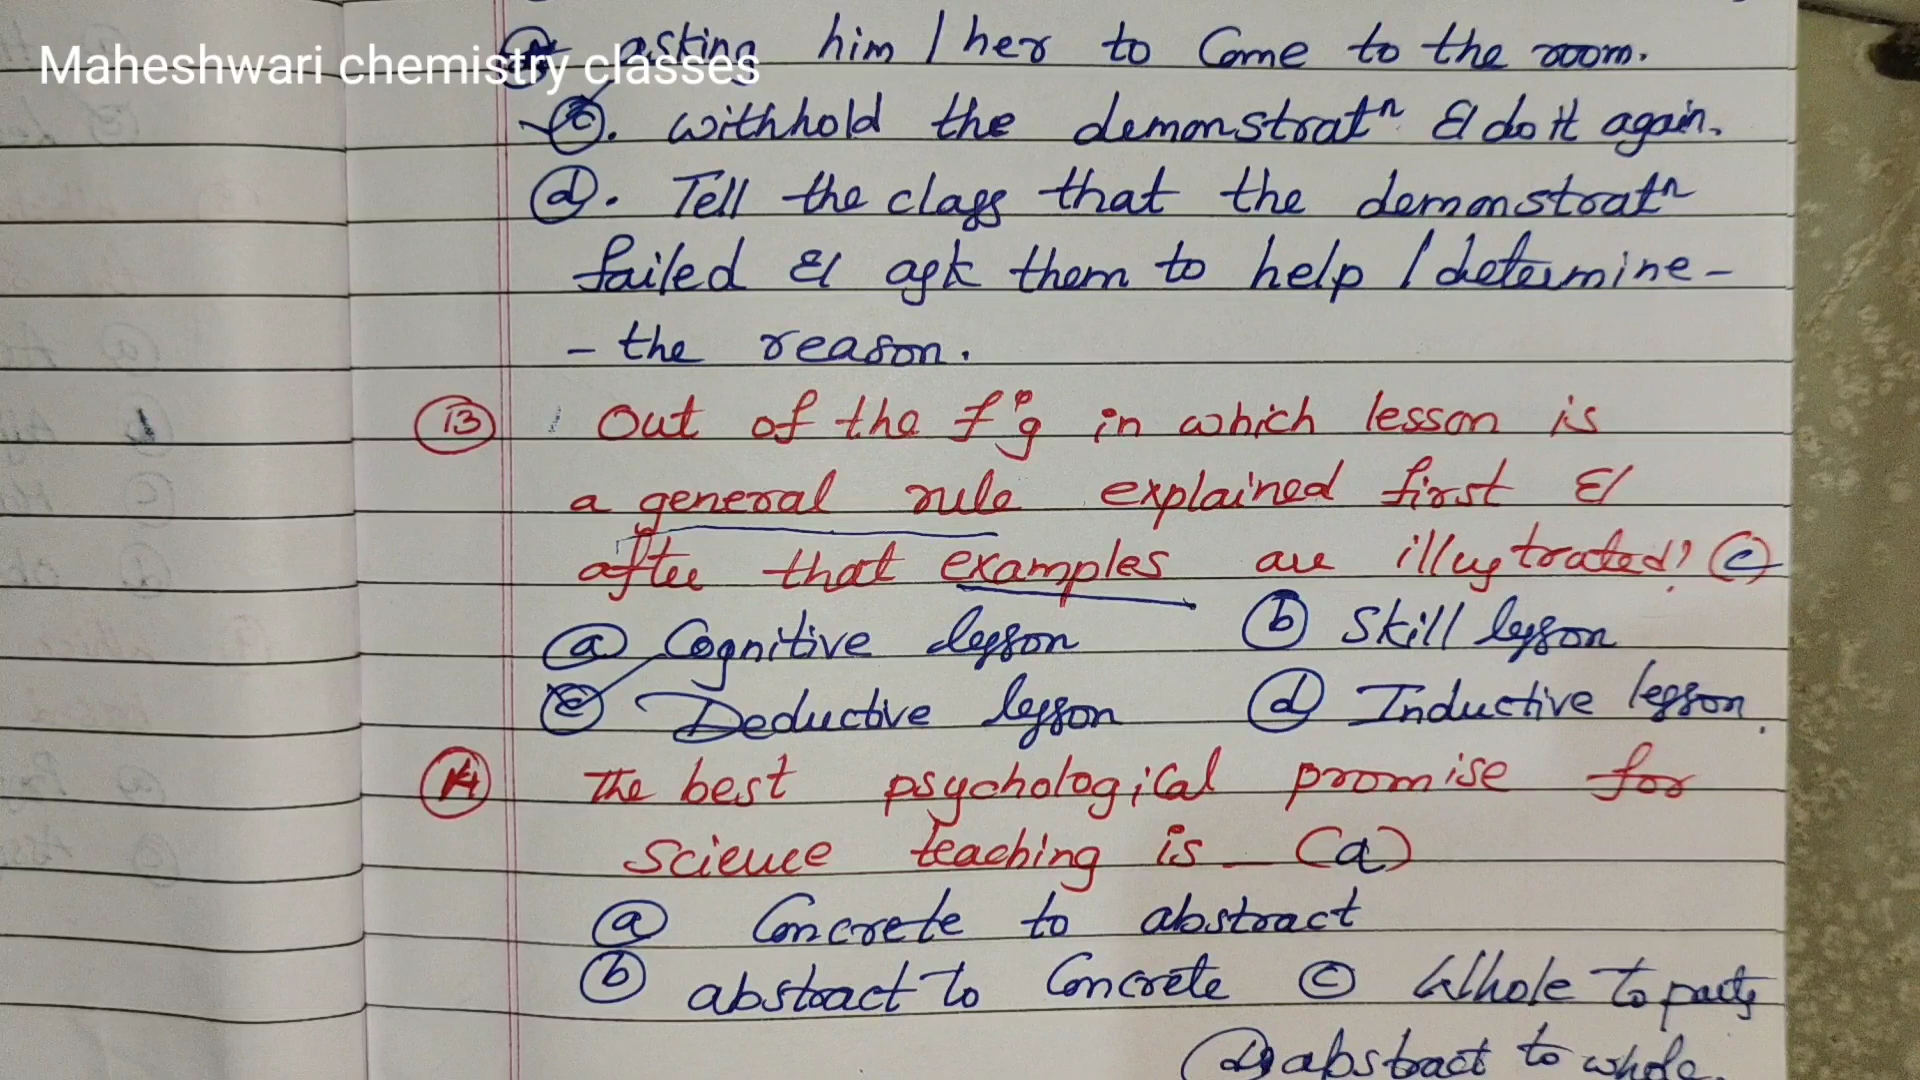 Maheshwari chemistry classes
asking him / her to Come to the room.
(c). withhold the demonstratⁿ & do it again.
(d). Tell the class that the demonstratⁿ
failed & ask them to help / determine -
- the reason.
(13) Out of the f°g in which lesson is
a general rule explained first &
after that examples are illustrated? (c)
(a) Cognitive lesson (b) Skill lesson
(c) Deductive lesson (d) Inductive lesson.
(14) The best psychological promise for
science teaching is - (a)
(a) Concrete to abstract
(b) abstract to Concrete (c) Whole to parts
(d) abstract to whole.